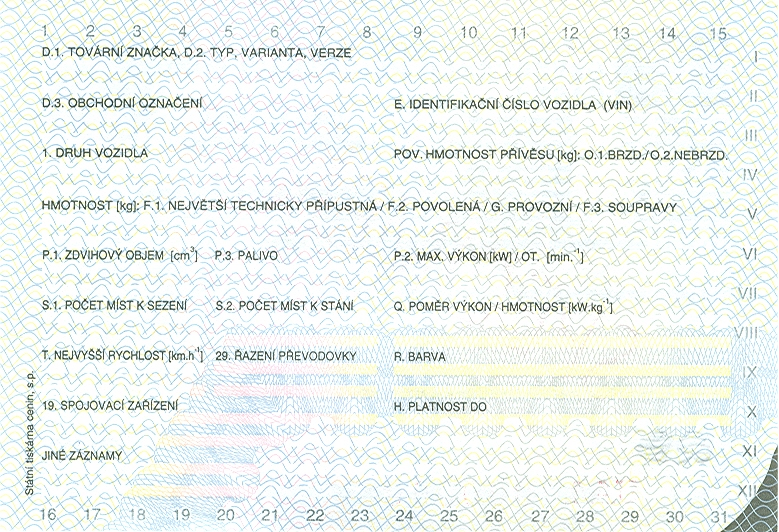 1 2 3 4 5 6 7 8 9 10 11 12 13 14 15
D.1. TOVÁRNÍ ZNAČKA, D.2. TYP, VARIANTA, VERZE
I
II
D.3. OBCHODNÍ OZNAČENÍ E. IDENTIFIKAČNÍ ČÍSLO VOZIDLA (VIN)
III
1. DRUH VOZIDLA POV. HMOTNOST PŘÍVĚSU [kg]: O.1.BRZD./O.2.NEBRZD.
IV
HMOTNOST [kg]: F.1. NEJVĚTŠÍ TECHNICKY PŘÍPUSTNÁ / F.2. POVOLENÁ / G. PROVOZNÍ / F.3. SOUPRAVY
V
P.1. ZDVIHOVÝ OBJEM [cm³] P.3. PALIVO P.2. MAX. VÝKON [kW] / OT. [min.⁻¹] VI
VII
S.1. POČET MÍST K SEZENÍ S.2. POČET MÍST K STÁNÍ Q. POMĚR VÝKON / HMOTNOST [kW.kg⁻¹]
VIII
T. NEJVYŠŠÍ RYCHLOST [km.h⁻¹] 29. ŘAZENÍ PŘEVODOVKY R. BARVA
IX
19. SPOJOVACÍ ZAŘÍZENÍ H. PLATNOST DO X
JINÉ ZÁZNAMY XI
XII
16 17 18 19 20 21 22 23 24 25 26 27 28 29 30 31
Státní tiskárna cenin, s.p.